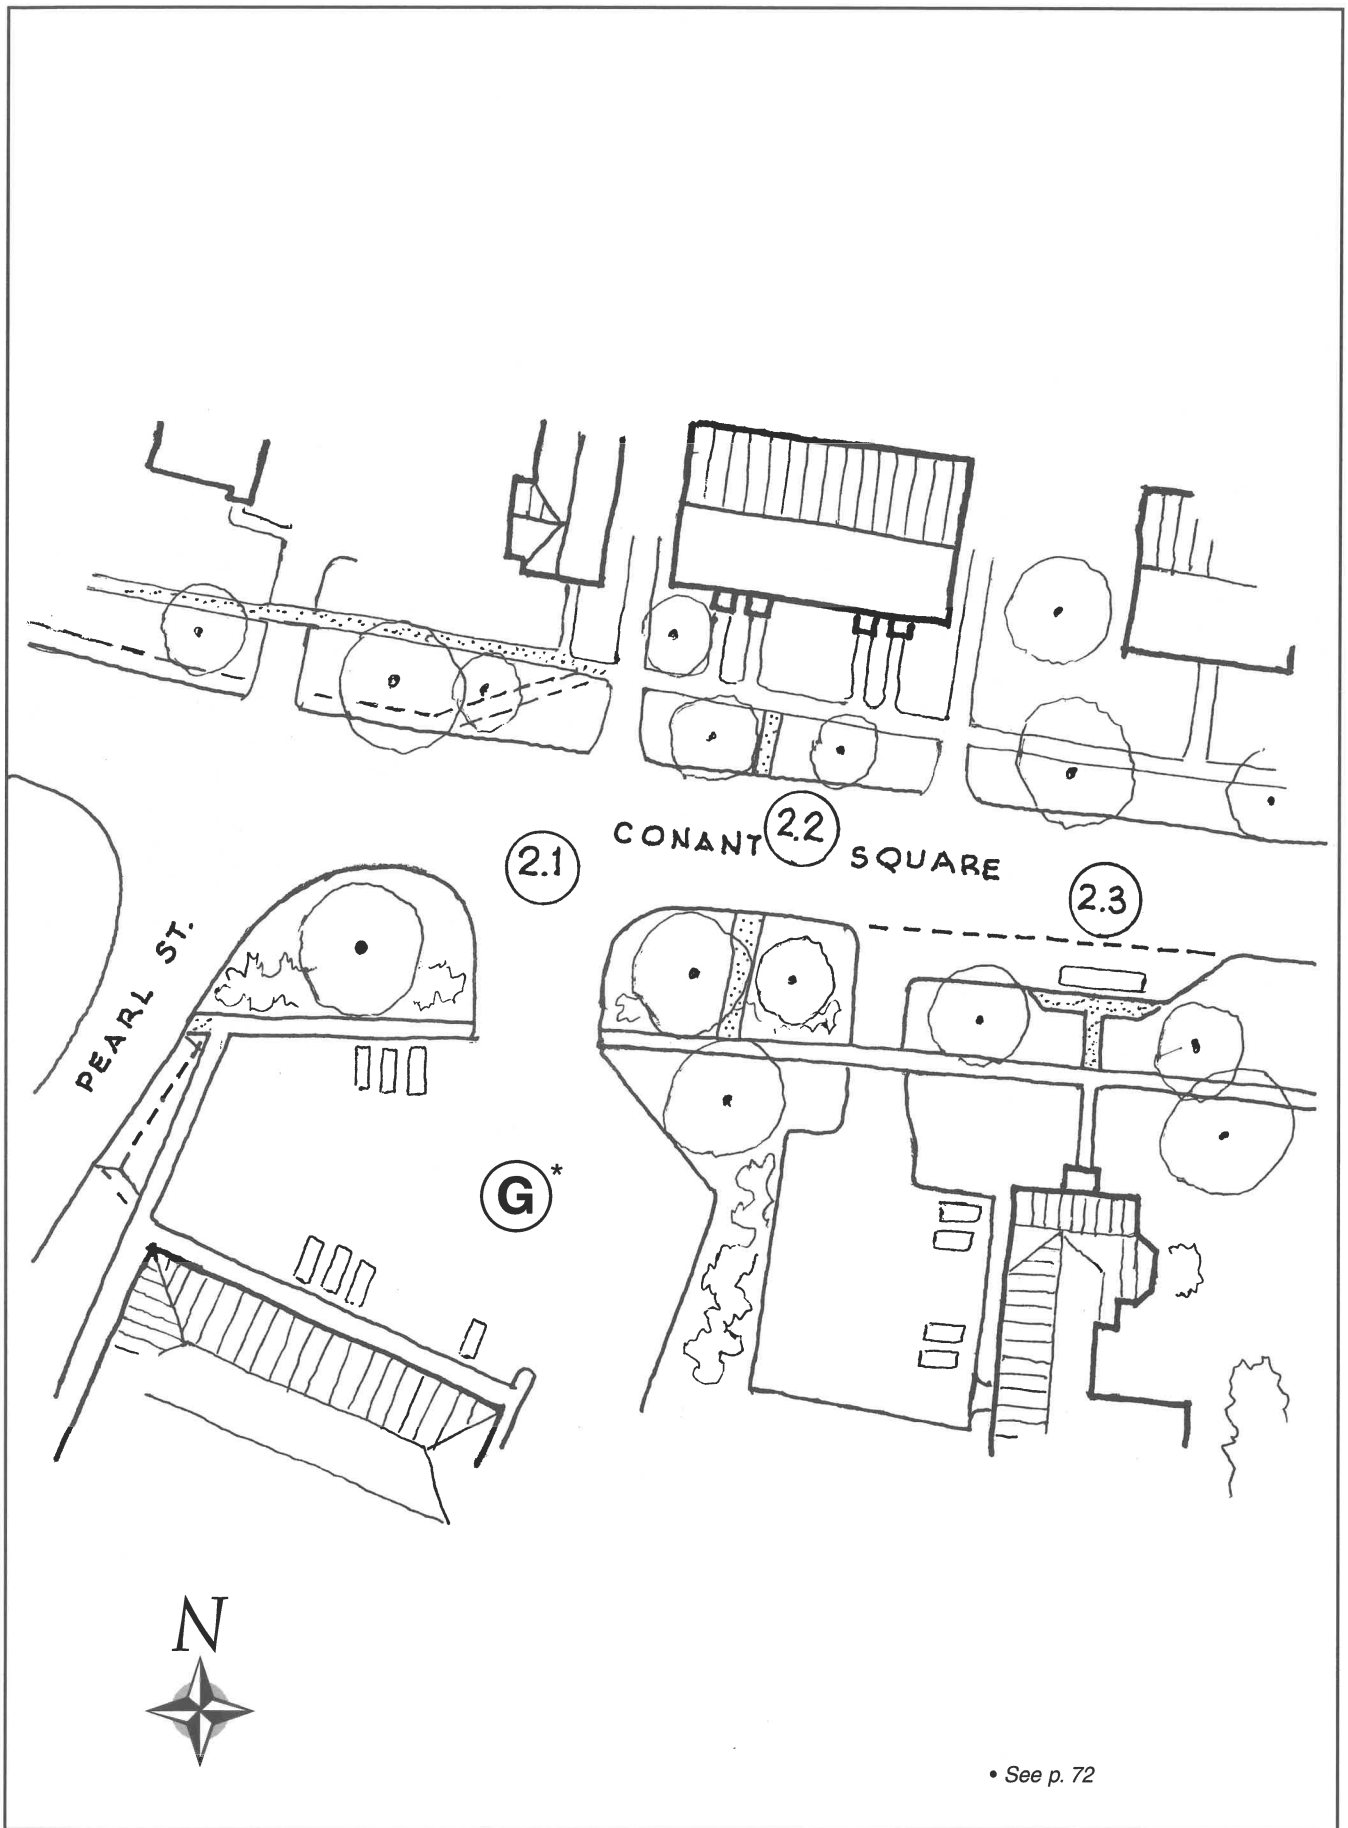 2.2
CONANT SQUARE
2.1
2.3
PEARL ST.
G*
N
• See p. 72